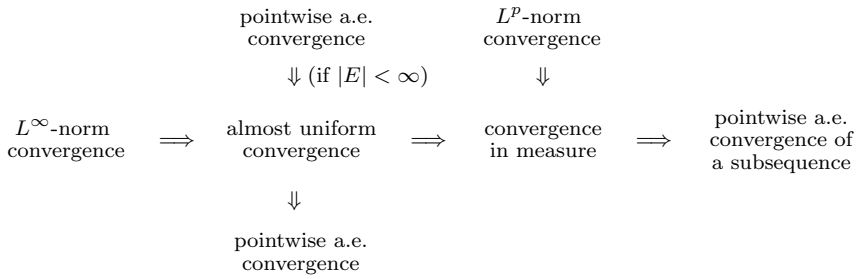 pointwise a.e.
convergence
L^p-norm
convergence
⇓ (if |E| < ∞)
⇓
L^∞-norm
convergence
⟹
almost uniform
convergence
⟹
convergence
in measure
⟹
pointwise a.e.
convergence of
a subsequence
⇓
pointwise a.e.
convergence